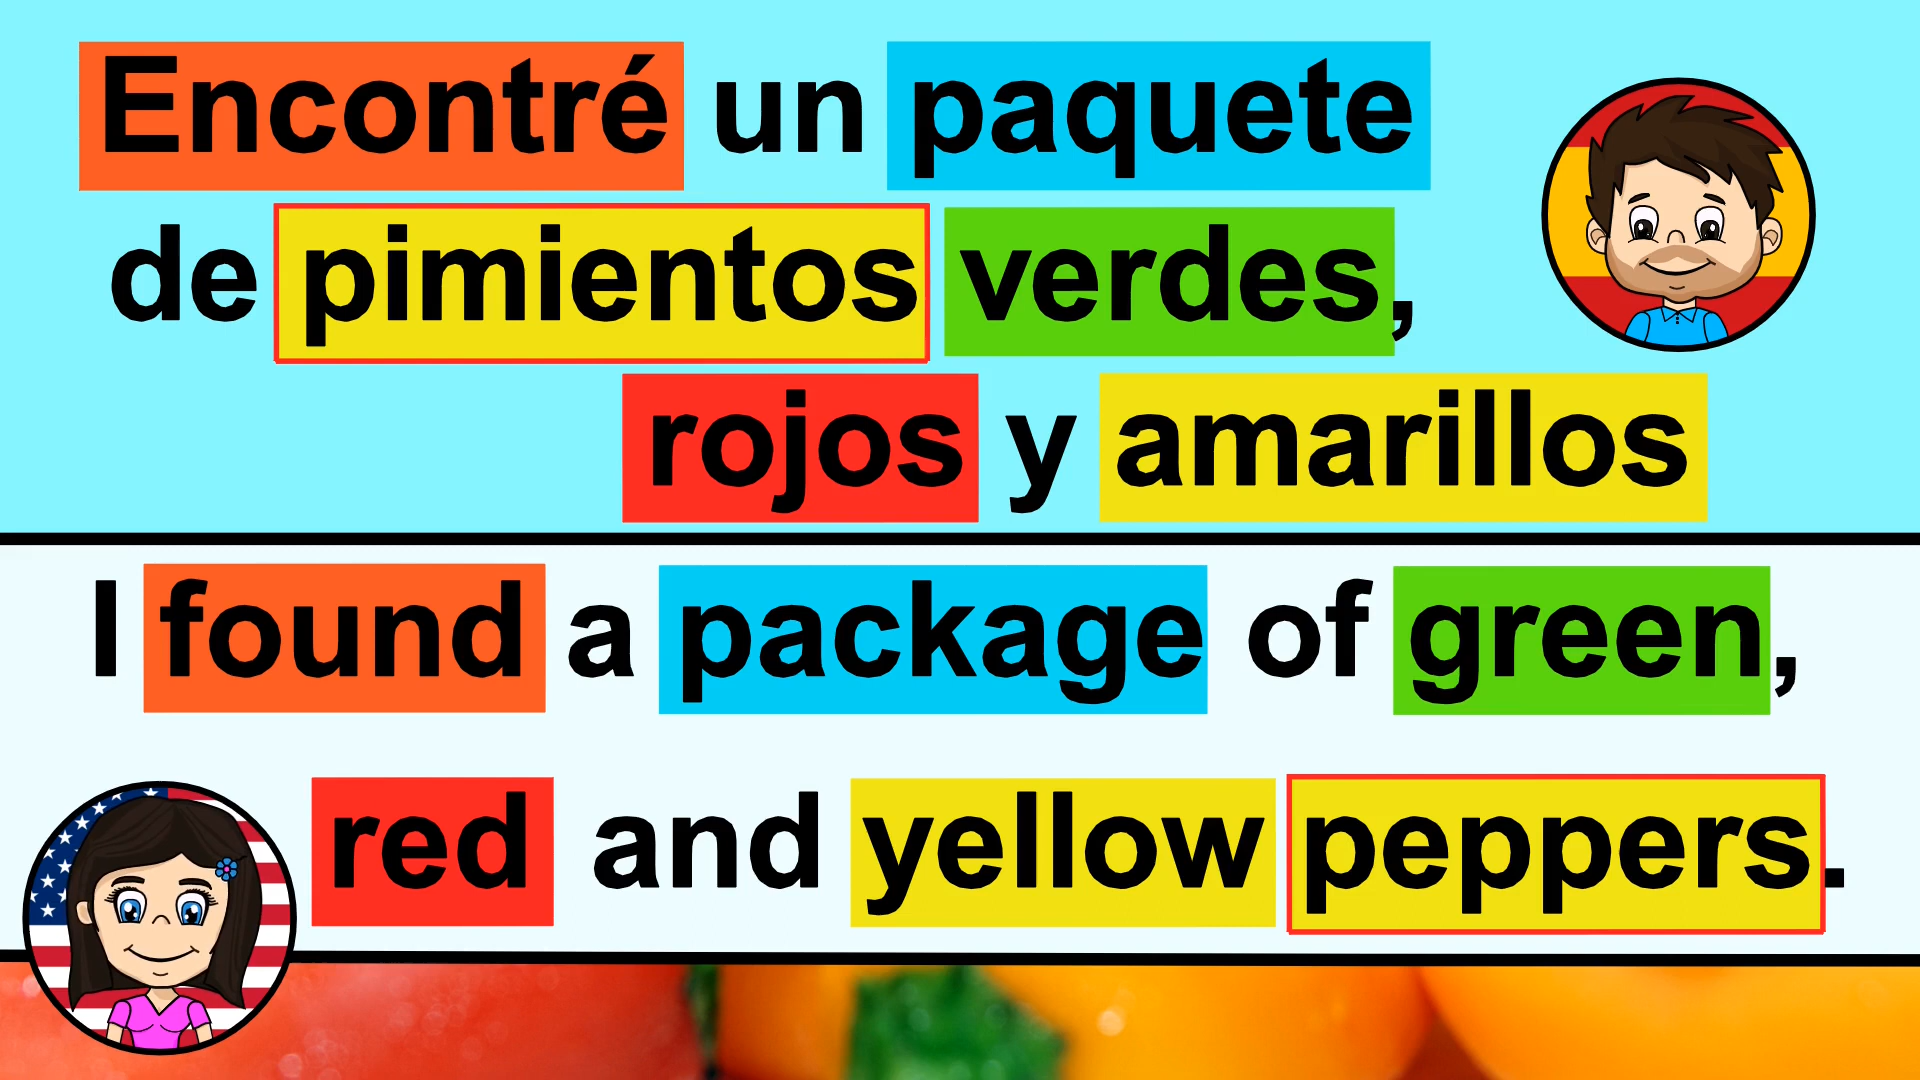 Encontré un paquete
de pimientos verdes,
rojos y amarillos
I found a package of green,
red and yellow peppers.